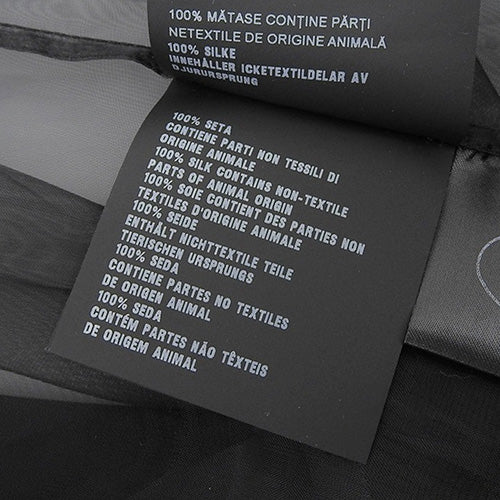 100% MĂTASE CONȚINE PĂRȚI
NETEXTILE DE ORIGINE ANIMALĂ
100% SILKE
INNEHÅLLER ICKETEXTILDELAR AV
DJURURSPRUNG
100% SETA
CONTIENE PARTI NON TESSILI DI
ORIGINE ANIMALE
100% SILK CONTAINS NON-TEXTILE
PARTS OF ANIMAL ORIGIN
100% SOIE CONTIENT DES PARTIES NON
TEXTILES D'ORIGINE ANIMALE
100% SEIDE
ENTHÄLT NICHTTEXTILE TEILE
TIERISCHEN URSPRUNGS
100% SEDA
CONTIENE PARTES NO TEXTILES
DE ORIGEN ANIMAL
100% SEDA
CONTÉM PARTES NÃO TÊXTEIS
DE ORIGEM ANIMAL